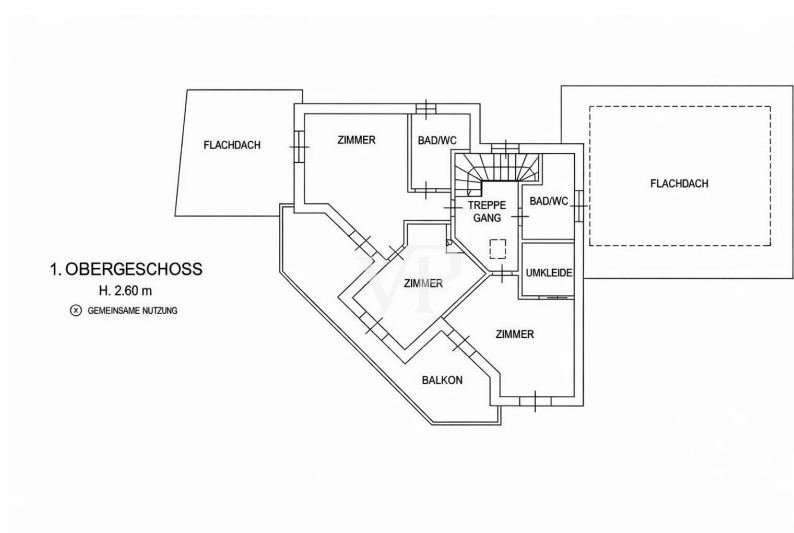 FLACHDACH
ZIMMER
BAD/WC
FLACHDACH
TREPPE
GANG
BAD/WC
1. OBERGESCHOSS
H. 2.60 m
X GEMEINSAME NUTZUNG
UMKLEIDE
ZIMMER
VP
ZIMMER
BALKON